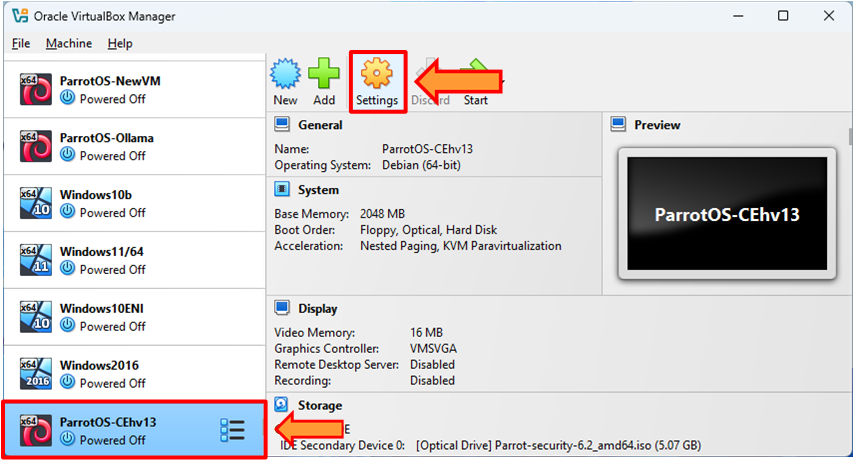 Oracle VirtualBox Manager
File Machine Help
x64 ParrotOS-NewVM
Powered Off
x64 ParrotOS-Ollama
Powered Off
x64 10 Windows10b
Powered Off
x64 11 Windows11/64
Powered Off
x64 10 Windows10ENI
Powered Off
x64 2016 Windows2016
Powered Off
x64 ParrotOS-CEhv13
Powered Off
New Add Settings Discard Start
General
Name: ParrotOS-CEhv13
Operating System: Debian (64-bit)
System
Base Memory: 2048 MB
Boot Order: Floppy, Optical, Hard Disk
Acceleration: Nested Paging, KVM Paravirtualization
Preview
ParrotOS-CEhv13
Display
Video Memory: 16 MB
Graphics Controller: VMSVGA
Remote Desktop Server: Disabled
Recording: Disabled
Storage
IDE Secondary Device 0: [Optical Drive] Parrot-security-6.2_amd64.iso (5.07 GB)